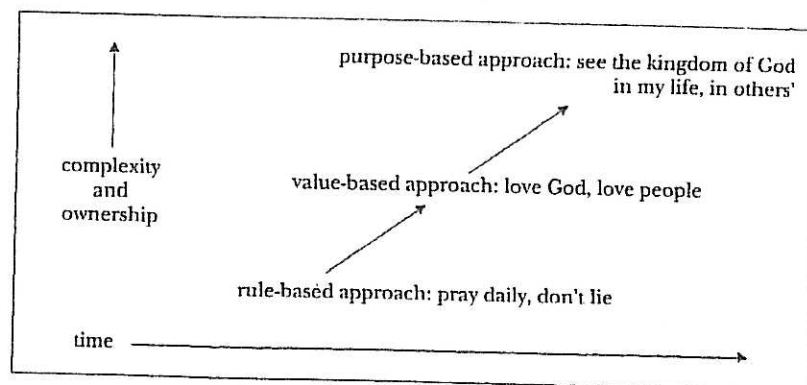 purpose-based approach: see the kingdom of God
in my life, in others'
complexity
and
ownership
value-based approach: love God, love people
rule-based approach: pray daily, don't lie
time